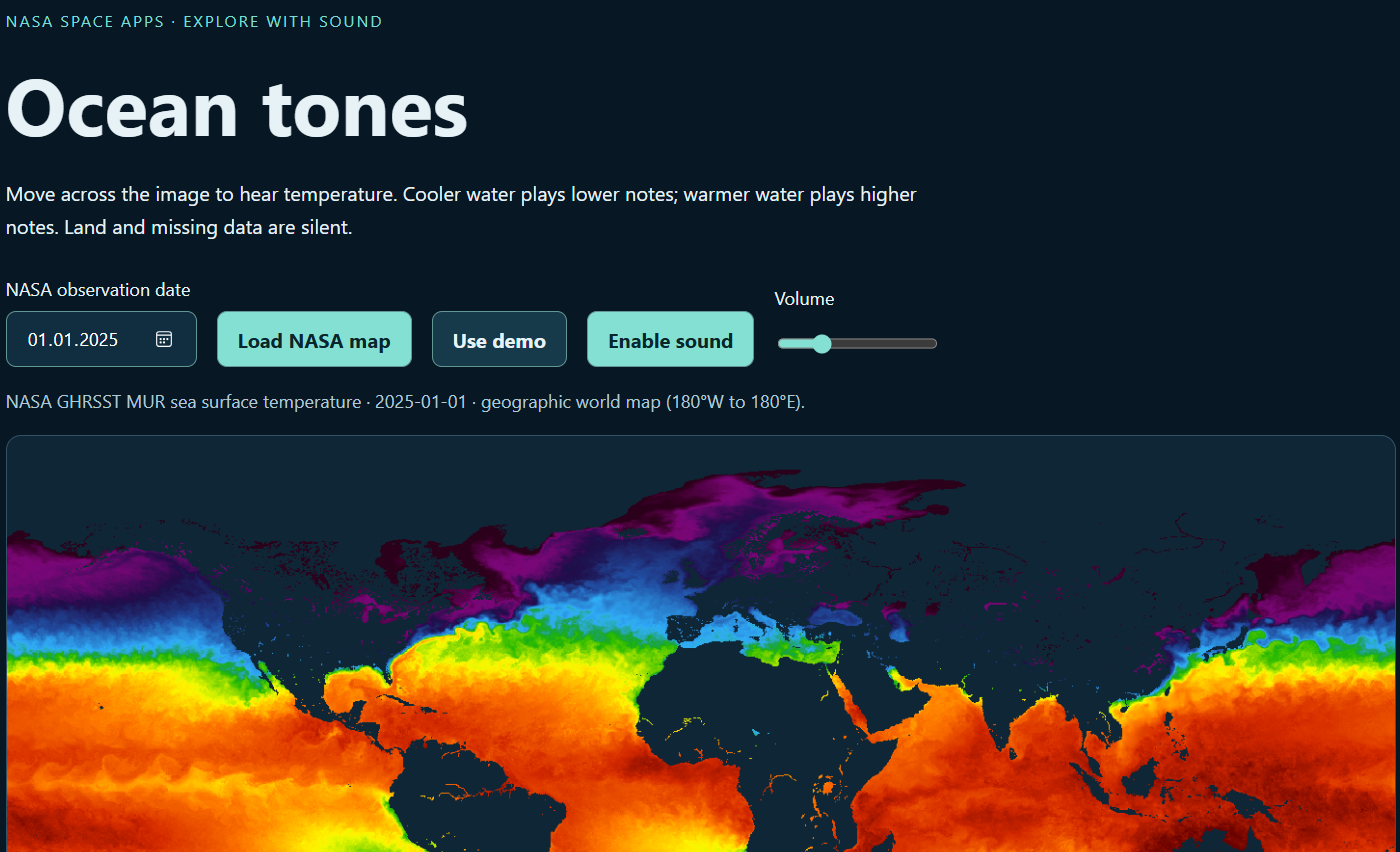 NASA SPACE APPS · EXPLORE WITH SOUND
Ocean tones
Move across the image to hear temperature. Cooler water plays lower notes; warmer water plays higher
notes. Land and missing data are silent.
NASA observation date
Volume
01.01.2025
Load NASA map
Use demo
Enable sound
NASA GHRSST MUR sea surface temperature · 2025-01-01 · geographic world map (180°W to 180°E).